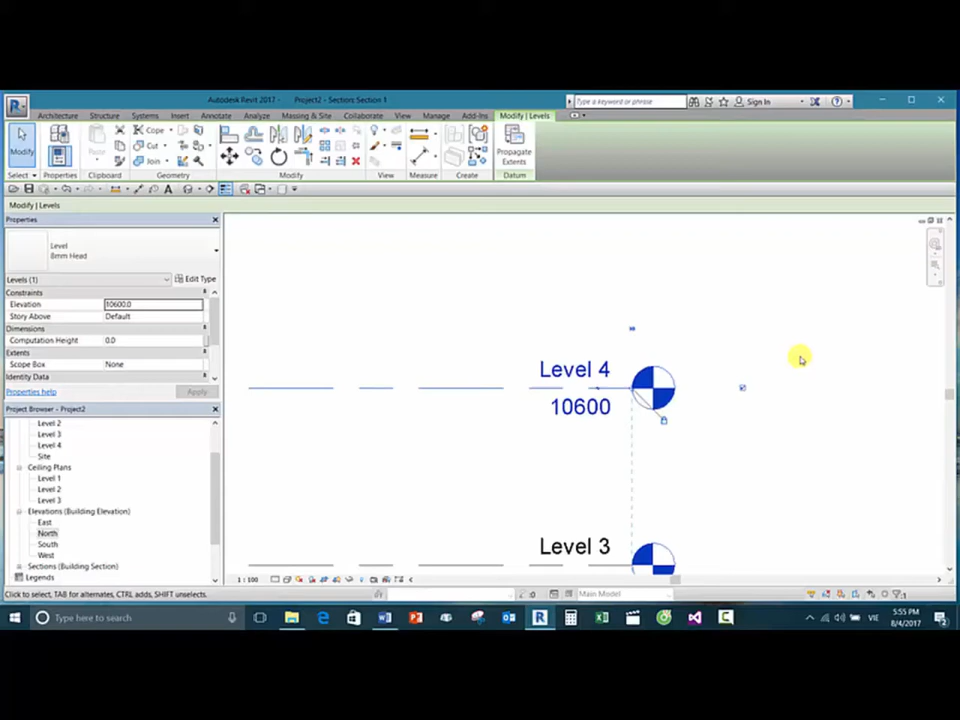 Autodesk Revit 2017 - Project2 - Section: Section 1
Type a keyword or phrase
Sign In
Architecture Structure Systems Insert Annotate Analyze Massing & Site Collaborate View Manage Add-Ins Modify | Levels
Modify
Paste
Cope
Cut
Join
Propagate
Extents
Select Properties Clipboard Geometry Modify View Measure Create Datum
Modify | Levels
Properties
Level
8mm Head
Levels (1)
Edit Type
Constraints
Elevation 10600.0
Story Above Default
Dimensions
Computation Height 0.0
Extents
Scope Box None
Identity Data
Properties help
Apply
Project Browser - Project2
Level 2
Level 3
Level 4
Site
Ceiling Plans
Level 1
Level 2
Level 3
Elevations (Building Elevation)
East
North
South
West
Sections (Building Section)
Legends
Level 4
10600
Level 3
1 : 100
Click to select, TAB for alternates, CTRL adds, SHIFT unselects.
:0
Main Model
:1
Type here to search
VIE
5:55 PM
8/4/2017